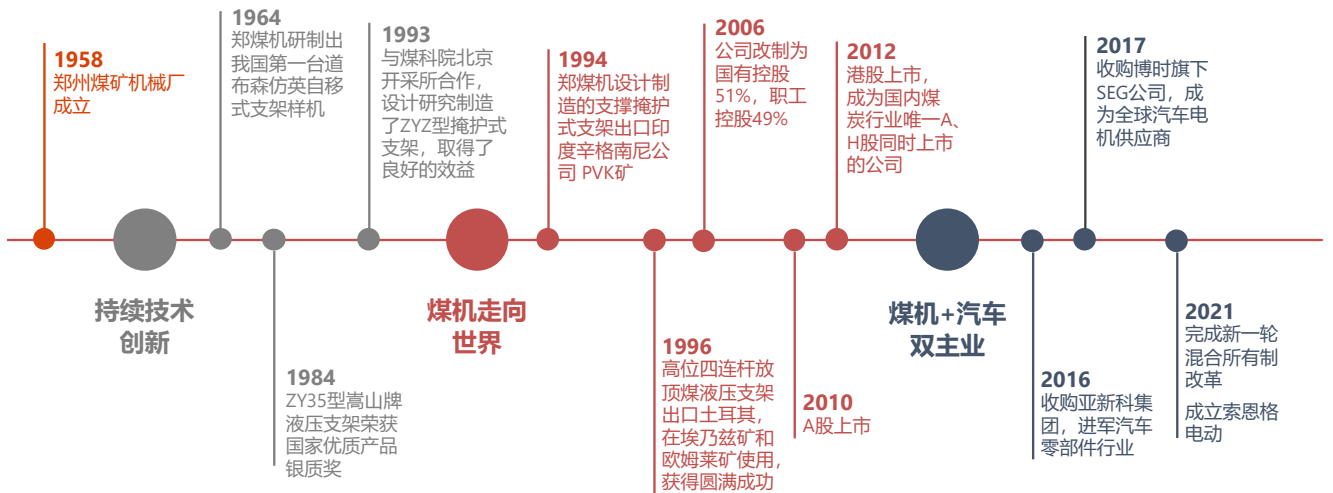 1958
郑州煤矿机械厂
成立
持续技术
创新
1964
郑煤机研制出
我国第一台道
布森仿英自移
式支架样机
1984
ZY35型嵩山牌
液压支架荣获
国家优质产品
银质奖
1993
与煤科院北京
开采所合作，
设计研究制造
了ZYZ型掩护式
支架，取得了
良好的效益
煤机走向
世界
1994
郑煤机设计制
造的支撑掩护
式支架出口印
度辛格南尼公
司 PVK矿
1996
高位四连杆放
顶煤液压支架
出口土耳其，
在埃乃兹矿和
欧姆莱矿使用，
获得圆满成功
2006
公司改制为
国有控股
51%，职工
控股49%
2010
A股上市
2012
港股上市，
成为国内煤
炭行业唯一A、
H股同时上市
的公司
煤机+汽车
双主业
2016
收购亚新科集
团，进军汽车
零部件行业
2017
收购博时旗下
SEG公司，成
为全球汽车电
机供应商
2021
完成新一轮
混合所有制
改革
成立索恩格
电动